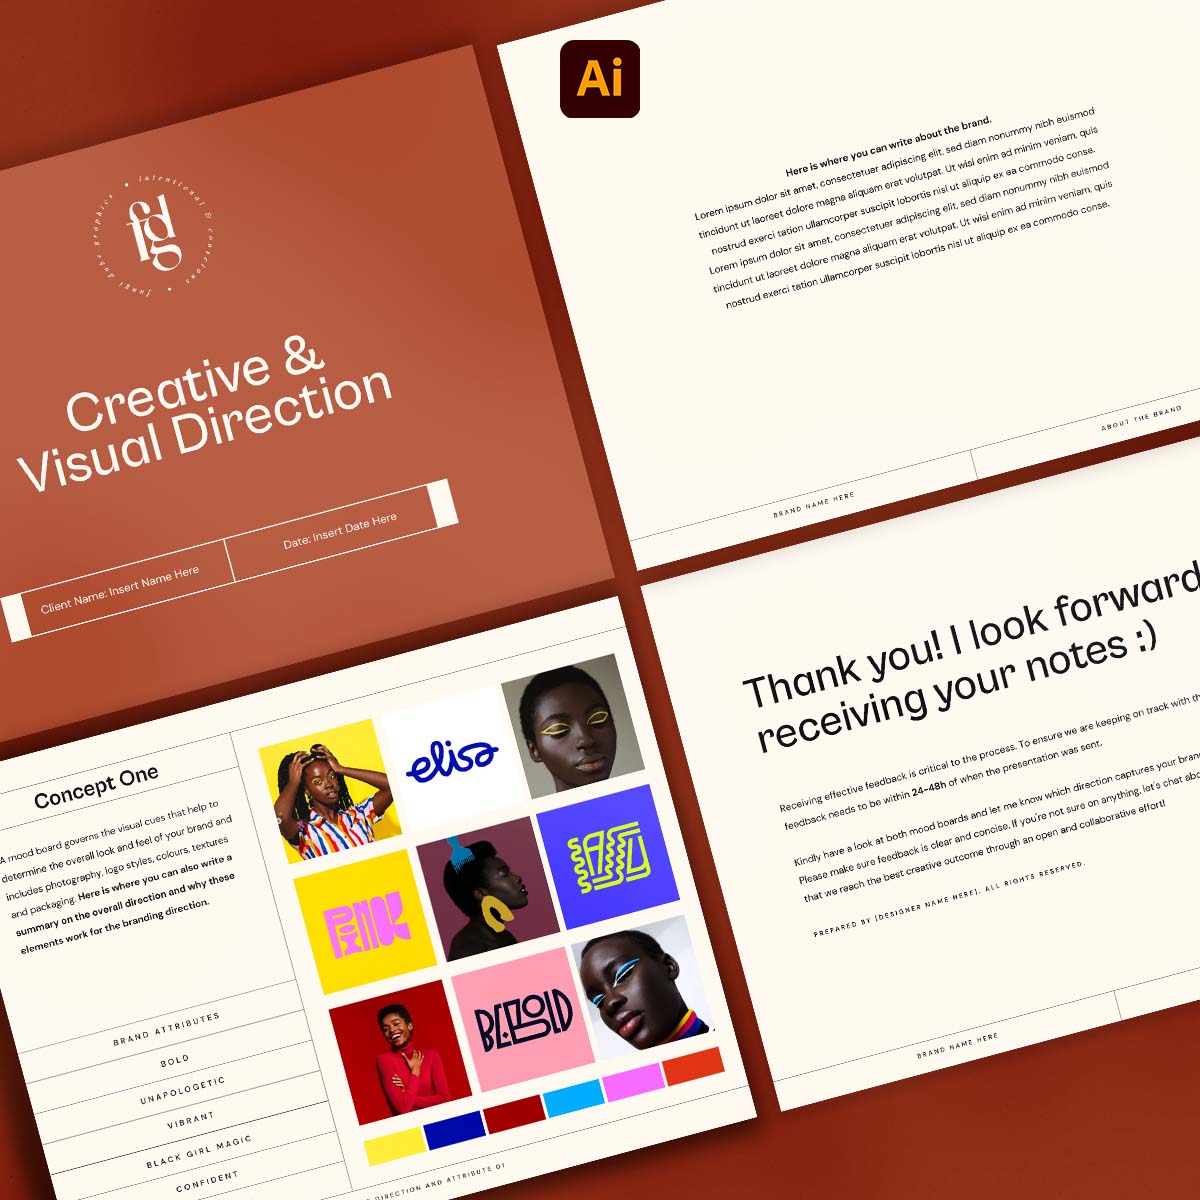 Ai
intentional & conscious • fungi dube graphics •
fdg
Creative &
Visual Direction
Client Name: Insert Name Here
Date: Insert Date Here
Here is where you can write about the brand.
Lorem ipsum dolor sit amet, consectetuer adipiscing elit, sed diam nonummy nibh euismod
tincidunt ut laoreet dolore magna aliquam erat volutpat. Ut wisi enim ad minim veniam, quis
nostrud exerci tation ullamcorper suscipit lobortis nisl ut aliquip ex ea commodo conse.
Lorem ipsum dolor sit amet, consectetuer adipiscing elit, sed diam nonummy nibh euismod
tincidunt ut laoreet dolore magna aliquam erat volutpat. Ut wisi enim ad minim veniam, quis
nostrud exerci tation ullamcorper suscipit lobortis nisl ut aliquip ex ea commodo conse.
BRAND NAME HERE
ABOUT THE BRAND
Concept One
A mood board governs the visual cues that help to
determine the overall look and feel of your brand and
includes photography, logo styles, colours, textures
and packaging. Here is where you can also write a
summary on the overall direction and why these
elements work for the branding direction.
BRAND ATTRIBUTES
BOLD
UNAPOLOGETIC
VIBRANT
BLACK GIRL MAGIC
CONFIDENT
elisa
BEHOLD
DIRECTION AND ATTRIBUTE 01
Thank you! I look forward
receiving your notes :)
Receiving effective feedback is critical to the process. To ensure we are keeping on track with
feedback needs to be within 24-48h of when the presentation was sent.
Kindly have a look at both mood boards and let me know which direction captures your
Please make sure feedback is clear and concise. If you're not sure on anything, let's chat
that we reach the best creative outcome through an open and collaborative effort!
PREPARED BY [DESIGNER NAME HERE]. ALL RIGHTS RESERVED.
BRAND NAME HERE